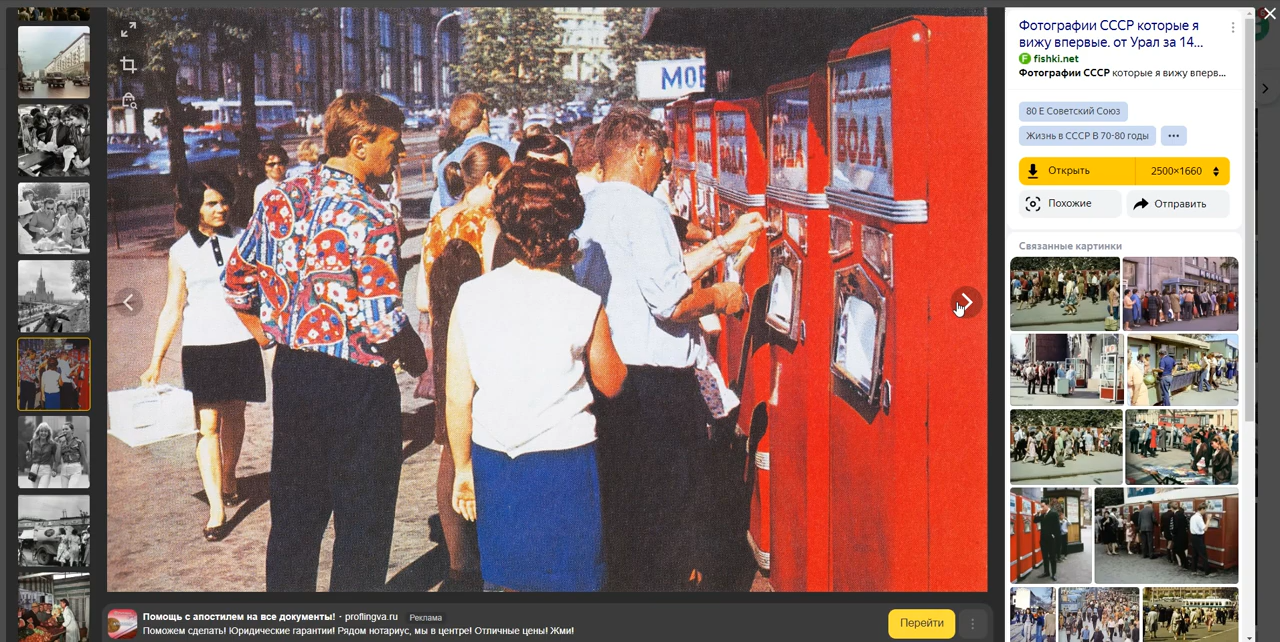 МОР
ВОДА
ВОДА
Фотографии СССР которые я
вижу впервые. от Урал за 14...
fishki.net
Фотографии СССР которые я вижу вперв...
80 Е Советский Союз
Жизнь в СССР В 70-80 годы
Открыть
2500×1660
Похожие
Отправить
Связанные картинки
Помощь с апостилем на все документы! - proflingva.ru Реклама
Поможем сделать! Юридические гарантии! Рядом нотариус, мы в центре! Отличные цены! Жми!
Перейти